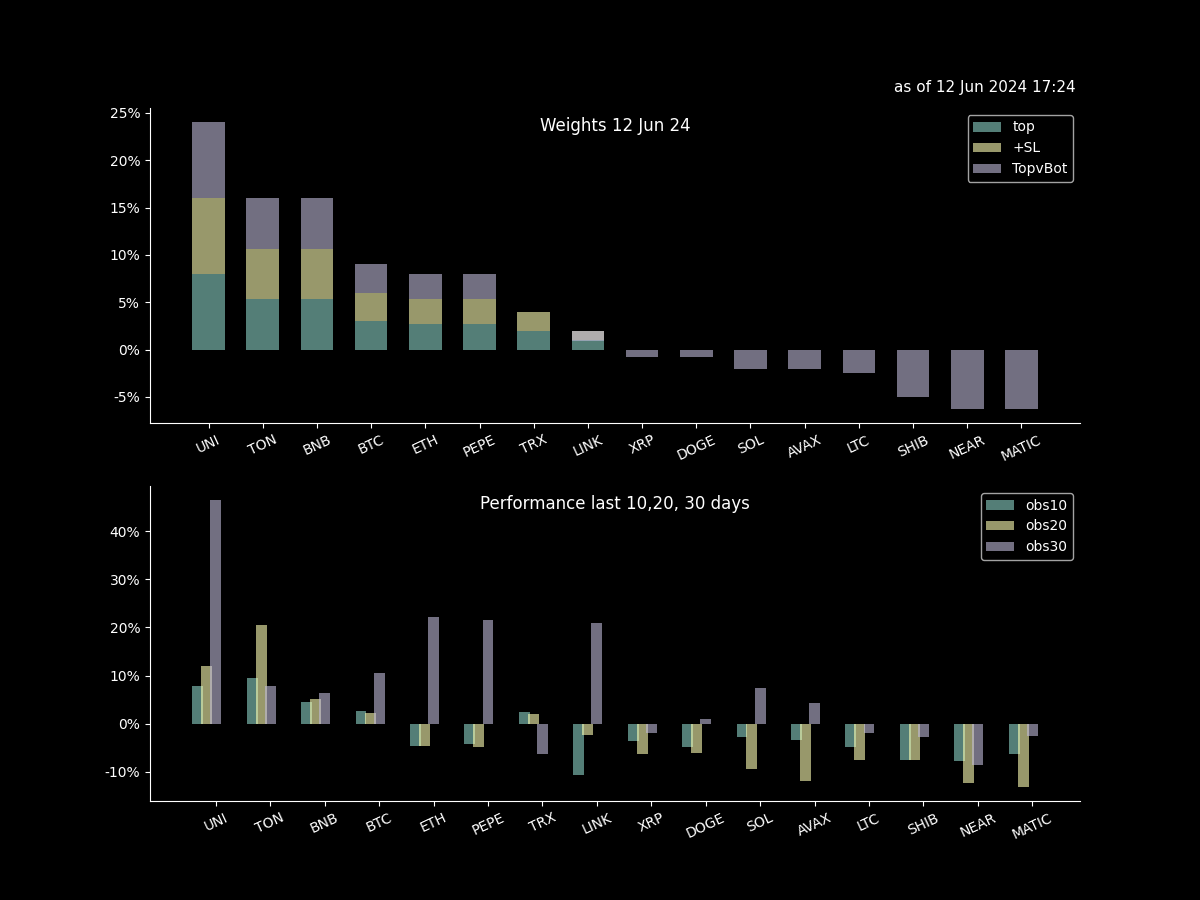 as of 12 Jun 2024 17:24
Weights 12 Jun 24
top
+SL
TopvBot
25%
20%
15%
10%
5%
0%
-5%
UNI TON BNB BTC ETH PEPE TRX LINK XRP DOGE SOL AVAX LTC SHIB NEAR MATIC
Performance last 10,20, 30 days
obs10
obs20
obs30
40%
30%
20%
10%
0%
-10%
UNI TON BNB BTC ETH PEPE TRX LINK XRP DOGE SOL AVAX LTC SHIB NEAR MATIC